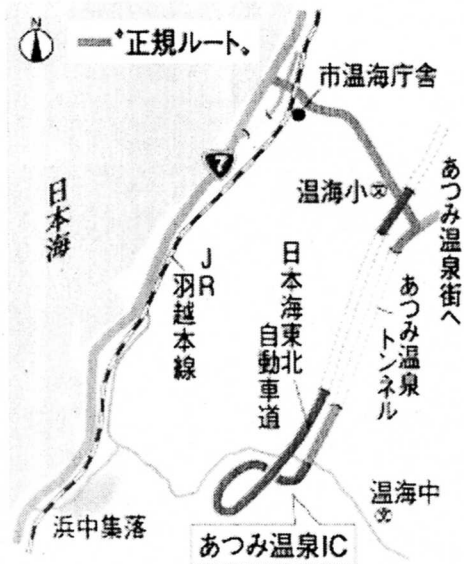 N
*正規ルート。
市温海庁舎
7
温海小
あつみ温泉街へ
日本海
JR
羽越本線
日本海東北
自動車道
あつみ温泉
トンネル
温海中
浜中集落
あつみ温泉IC